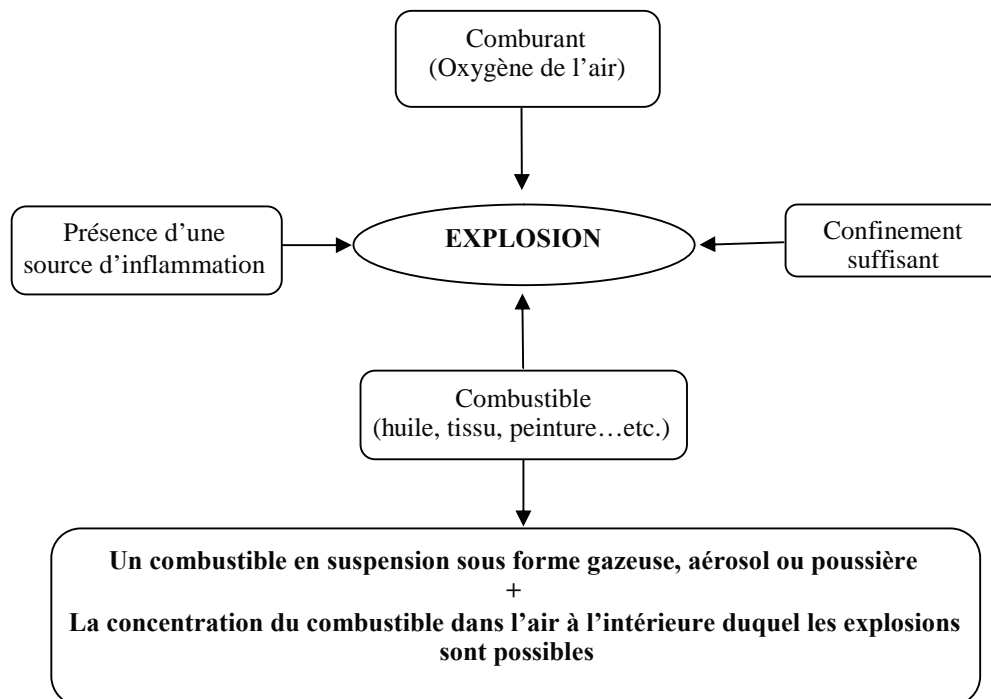 Comburant
(Oxygène de l’air)
Présence d’une
source d’inflammation
EXPLOSION
Confinement
suffisant
Combustible
(huile, tissu, peinture…etc.)
Un combustible en suspension sous forme gazeuse, aérosol ou poussière
+
La concentration du combustible dans l’air à l’intérieure duquel les explosions
sont possibles